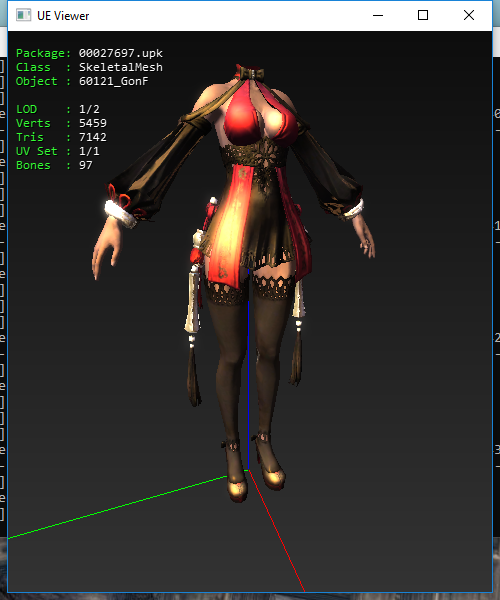 UE Viewer
Package: 00027697.upk
Class : SkeletalMesh
Object : 60121_GonF
LOD : 1/2
Verts : 5459
Tris : 7142
UV Set : 1/1
Bones : 97